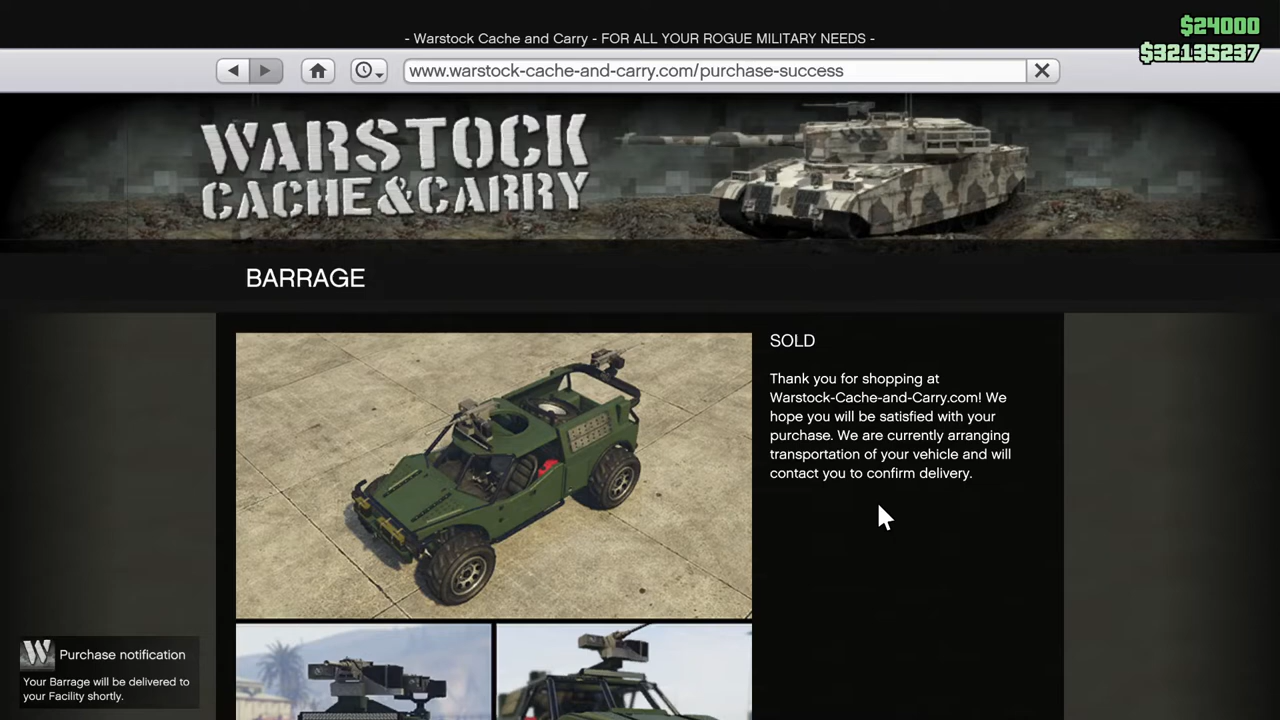 $24000
- Warstock Cache and Carry - FOR ALL YOUR ROGUE MILITARY NEEDS -
$32135237
www.warstock-cache-and-carry.com/purchase-success
WARSTOCK
CACHE&CARRY
BARRAGE
SOLD
Thank you for shopping at
Warstock-Cache-and-Carry.com! We
hope you will be satisfied with your
purchase. We are currently arranging
transportation of your vehicle and will
contact you to confirm delivery.
W
Purchase notification
Your Barrage will be delivered to
your Facility shortly.